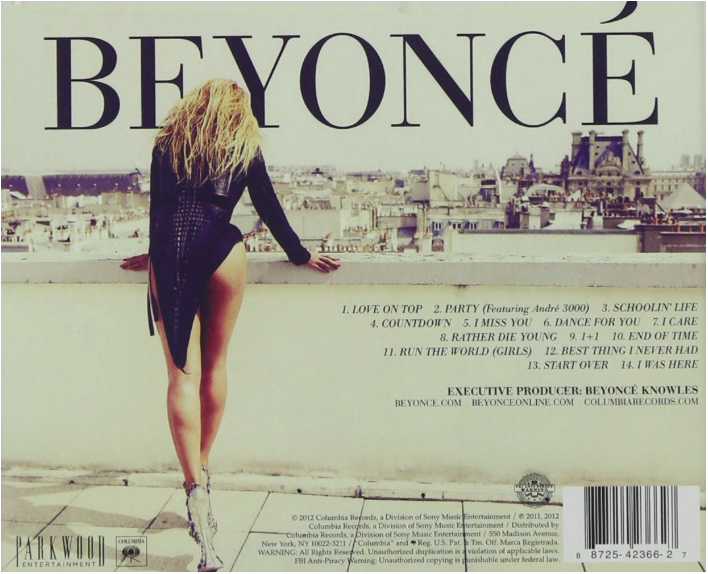 BEYONCÉ
1. LOVE ON TOP 2. PARTY (Featuring André 3000) 3. SCHOOLIN' LIFE
4. COUNTDOWN 5. I MISS YOU 6. DANCE FOR YOU 7. I CARE
8. RATHER DIE YOUNG 9. 1+1 10. END OF TIME
11. RUN THE WORLD (GIRLS) 12. BEST THING I NEVER HAD
13. START OVER 14. I WAS HERE
EXECUTIVE PRODUCER: BEYONCÉ KNOWLES
BEYONCE.COM BEYONCEONLINE.COM COLUMBIARECORDS.COM
© 2012 Columbia Records, a Division of Sony Music Entertainment / ℗ 2011, 2012
Columbia Records, a Division of Sony Music Entertainment / Distributed by
Columbia Records, a Division of Sony Music Entertainment / 550 Madison Avenue,
New York, NY 10022-3211 / "Columbia" and Reg. U.S. Pat. & Tm. Off. Marca Registrada.
WARNING: All Rights Reserved. Unauthorized duplication is a violation of applicable laws.
FBI Anti-Piracy Warning: Unauthorized copying is punishable under federal law.
PARKWOOD
ENTERTAINMENT
COLUMBIA
8 8725-42366-2 7